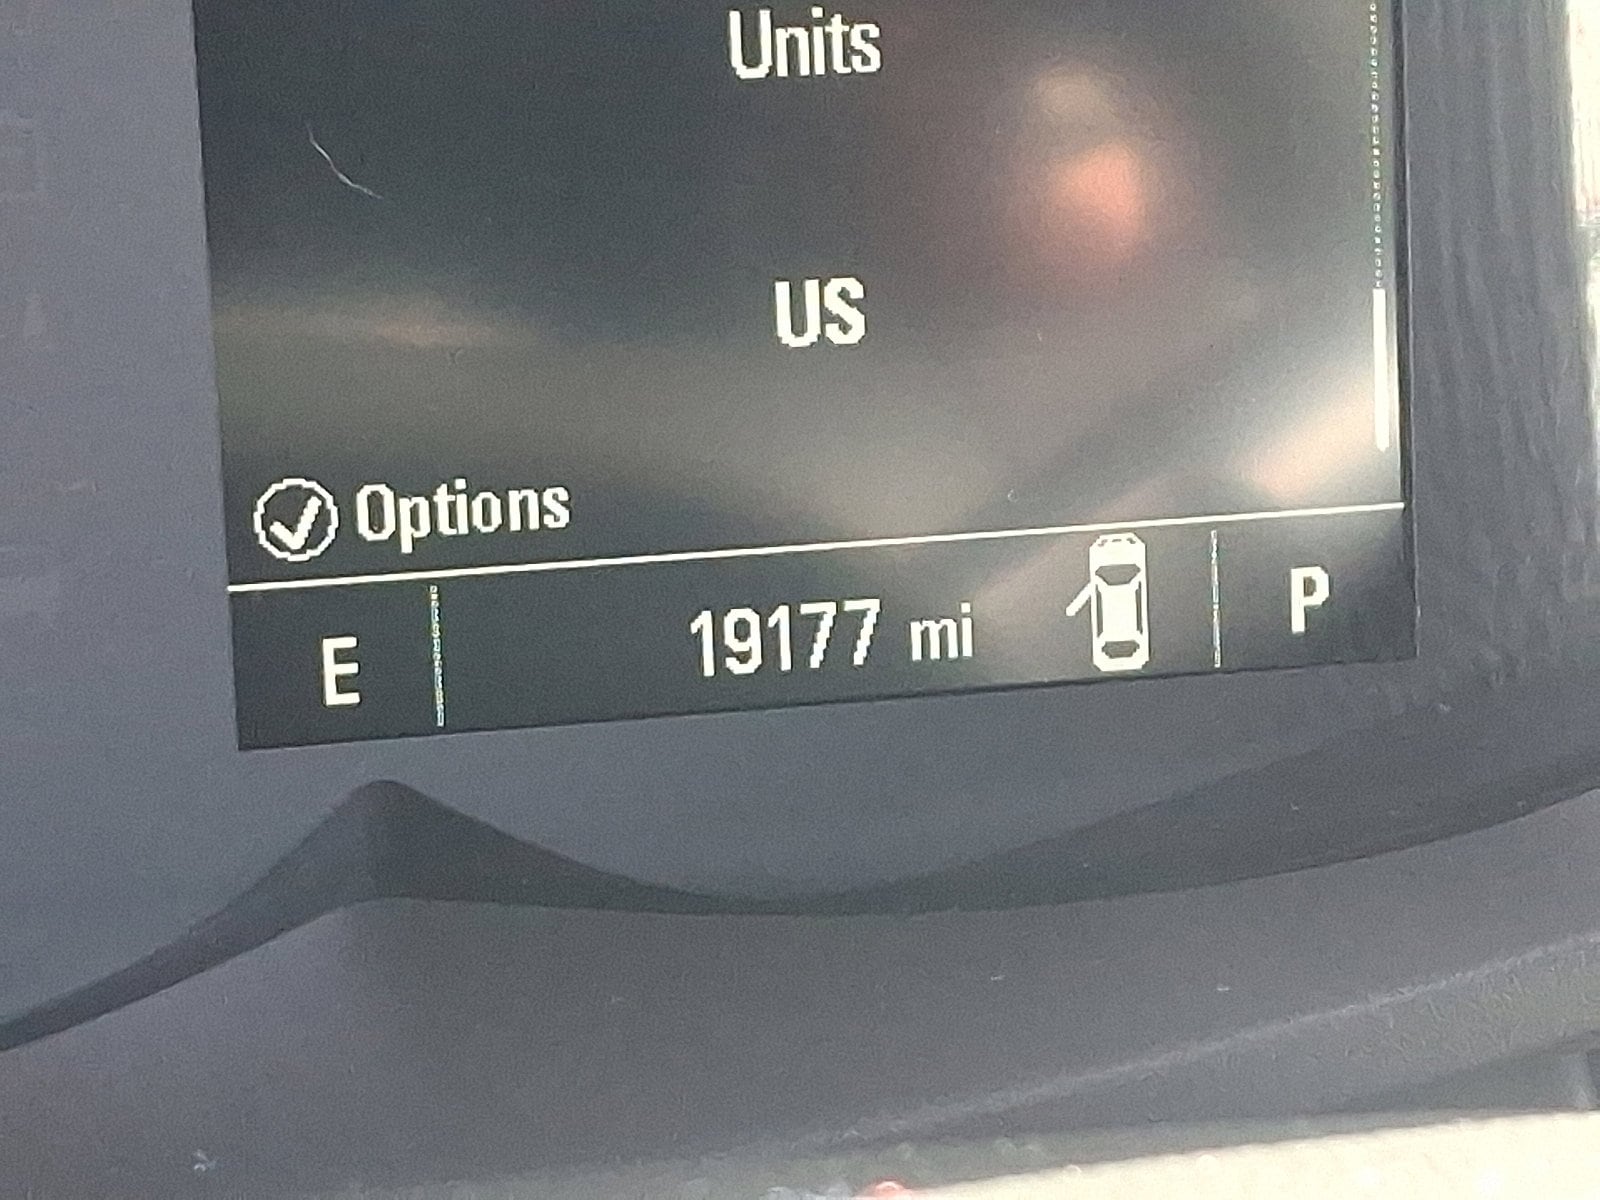 Units
US
Options
E 19177 mi P